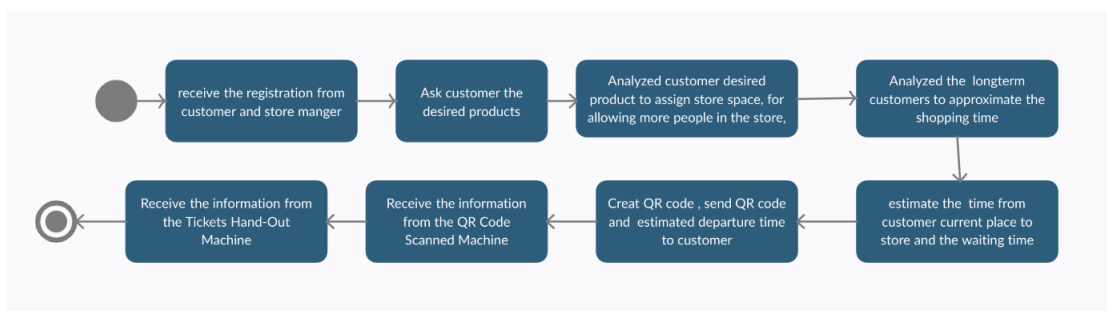 receive the registration from
customer and store manger
Ask customer the
desired products
Analyzed customer desired
product to assign store space, for
allowing more people in the store,
Analyzed the longterm
customers to approximate the
shopping time
estimate the time from
customer current place to
store and the waiting time
Creat QR code , send QR code
and estimated departure time
to customer
Receive the information
from the QR Code
Scanned Machine
Receive the information from
the Tickets Hand-Out
Machine